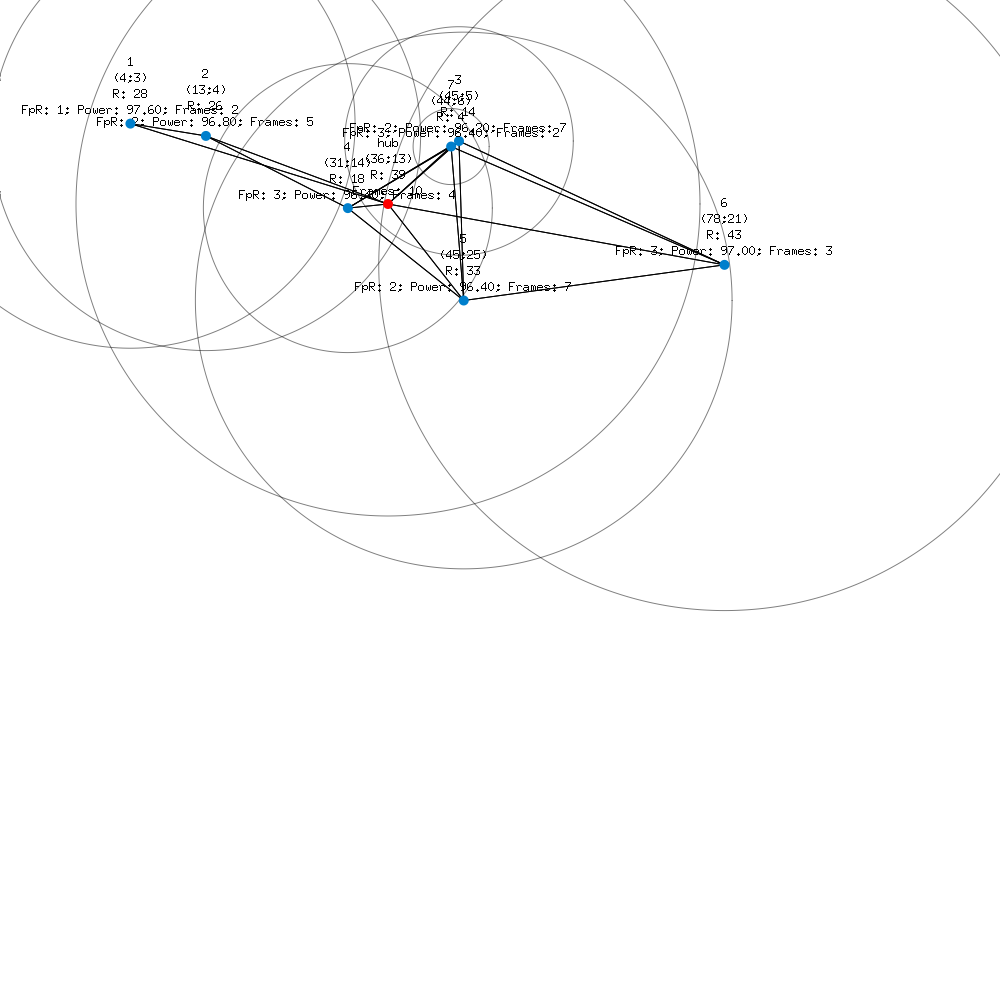 1
(4;3)
R: 28
FpR: 1; Power: 97.60; Frames: 2
2
(13;4)
R: 26
FpR: 2; Power: 96.80; Frames: 5
3
(45;5)
R: 14
FpR: 2; Power: 96.20; Frames: 7
7
(44;6)
R: 4
FpR: 3; Power: 96.40; Frames: 2
hub
(36;13)
R: 39
Frames: 10
4
(31;14)
R: 18
FpR: 3; Power: Frames: 4
6
(78;21)
R: 43
FpR: 3; Power: 97.00; Frames: 3
5
(45;25)
R: 33
FpR: 2; Power: 96.40; Frames: 7